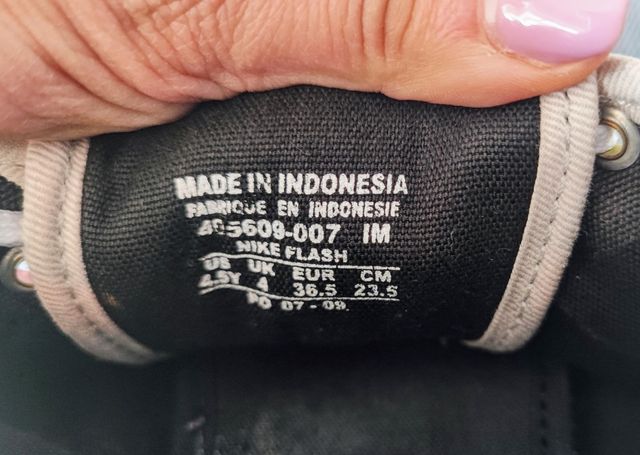 MADE IN INDONESIA
FABRIQUE EN INDONESIE
405609-007 IM
NIKE FLASH
US UK EUR CM
4.5Y 4 36.5 23.5
PO 07-09.